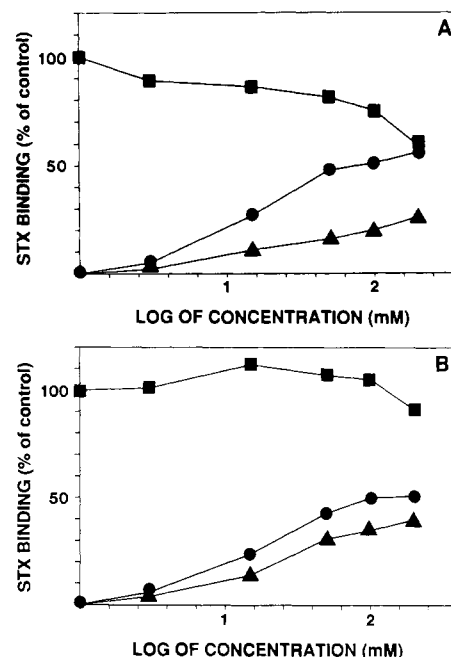 A
STX BINDING (% of control)
100
50
1
2
LOG OF CONCENTRATION (mM)
B
STX BINDING (% of control)
100
50
1
2
LOG OF CONCENTRATION (mM)